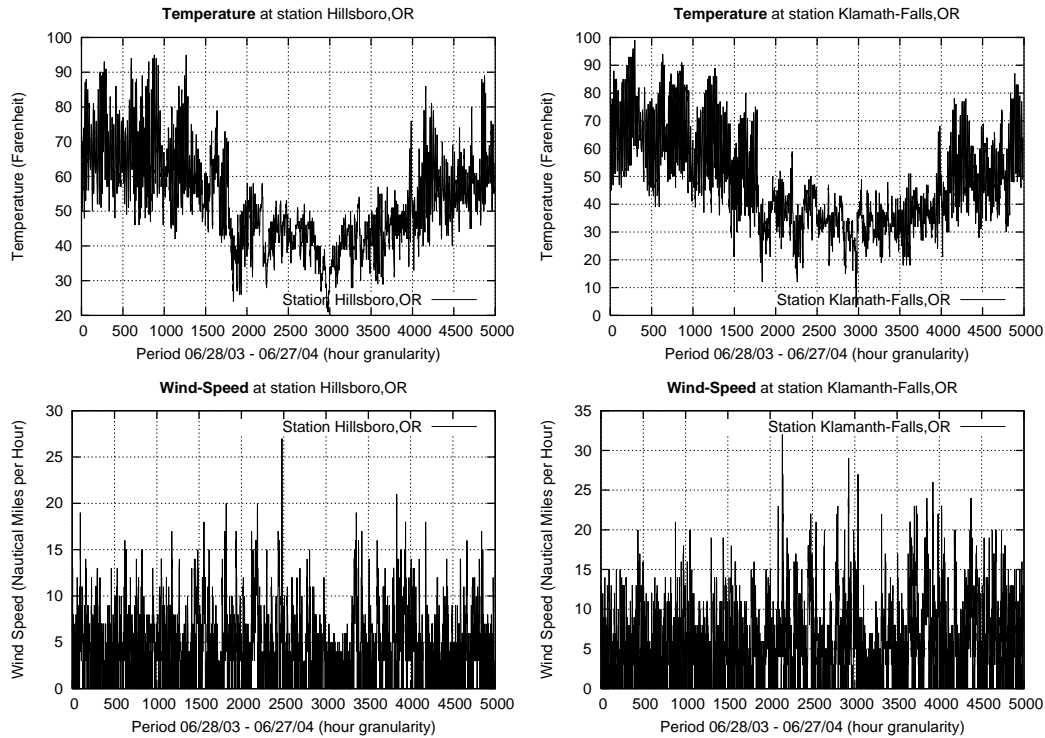 Temperature at station Hillsboro,OR
100
90
80
70
60
50
40
30
20
Temperature (Farenheit)
Station Hillsboro,OR
0 500 1000 1500 2000 2500 3000 3500 4000 4500 5000
Period 06/28/03 - 06/27/04 (hour granularity)
Temperature at station Klamath-Falls,OR
100
90
80
70
60
50
40
30
20
10
0
Temperature (Farenheit)
Station Klamath-Falls,OR
0 500 1000 1500 2000 2500 3000 3500 4000 4500 5000
Period 06/28/03 - 06/27/04 (hour granularity)
Wind-Speed at station Hillsboro,OR
30
25
20
15
10
5
0
Wind Speed (Nautical Miles per Hour)
Station Hillsboro,OR
0 500 1000 1500 2000 2500 3000 3500 4000 4500 5000
Period 06/28/03 - 06/27/04 (hour granularity)
Wind-Speed at station Klamanth-Falls,OR
35
30
25
20
15
10
5
0
Wind Speed (Nautical Miles per Hour)
Station Klamanth-Falls,OR
0 500 1000 1500 2000 2500 3000 3500 4000 4500 5000
Period 06/28/03 - 06/27/04 (hour granularity)